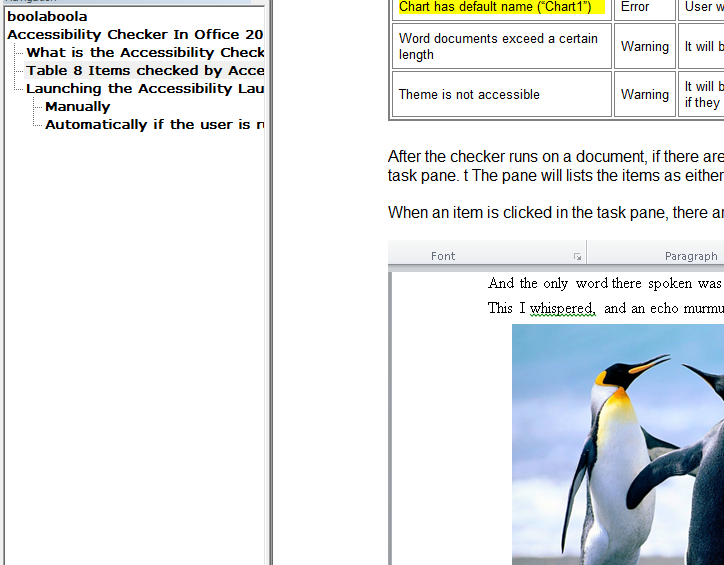 boolaboola
Accessibility Checker In Office 20
What is the Accessibility Check
Table 8 Items checked by Acce
Launching the Accessibility Lau
Manually
Automatically if the user is ru
Chart has default name (“Chart1”) Error User w
Word documents exceed a certain
length
Warning It will b
Theme is not accessible Warning It will b
if they
After the checker runs on a document, if there are
task pane. t The pane will lists the items as either
When an item is clicked in the task pane, there ar
Font Paragraph
And the only word there spoken was
This I whispered, and an echo murmu